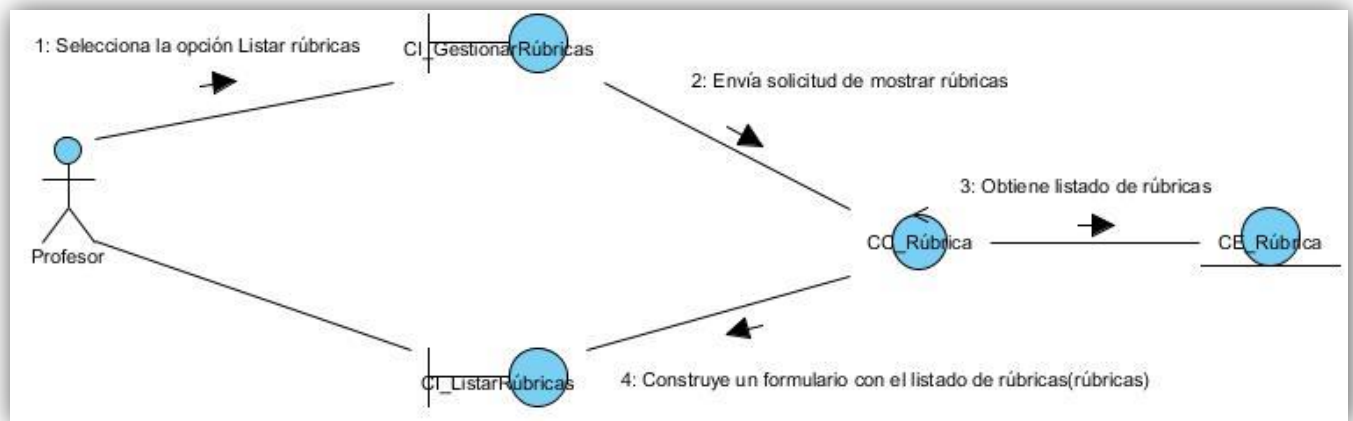 1: Selecciona la opción Listar rúbricas
CI_GestionarRúbricas
2: Envía solicitud de mostrar rúbricas
3: Obtiene listado de rúbricas
Profesor
CC_Rúbrica
CE_Rúbrica
CI_ListarRúbricas
4: Construye un formulario con el listado de rúbricas(rúbricas)